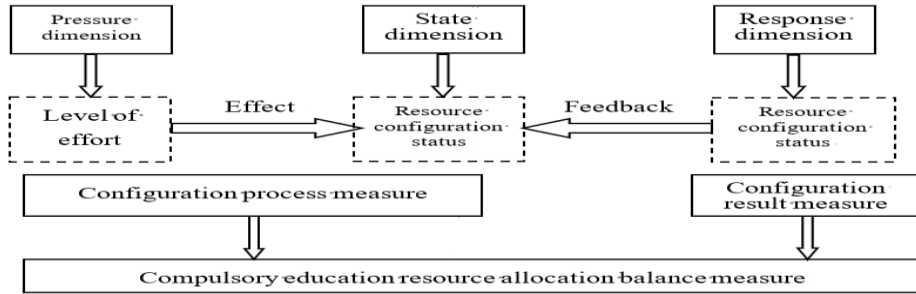 Pressure dimension
dimension
State
dimension
Response
dimension
Level of
effort
Effect
Resource
configuration
status
Feedback
Resource
configuration
status
Configuration process measure
Configuration
result measure
Compulsory education resource allocation balance measure